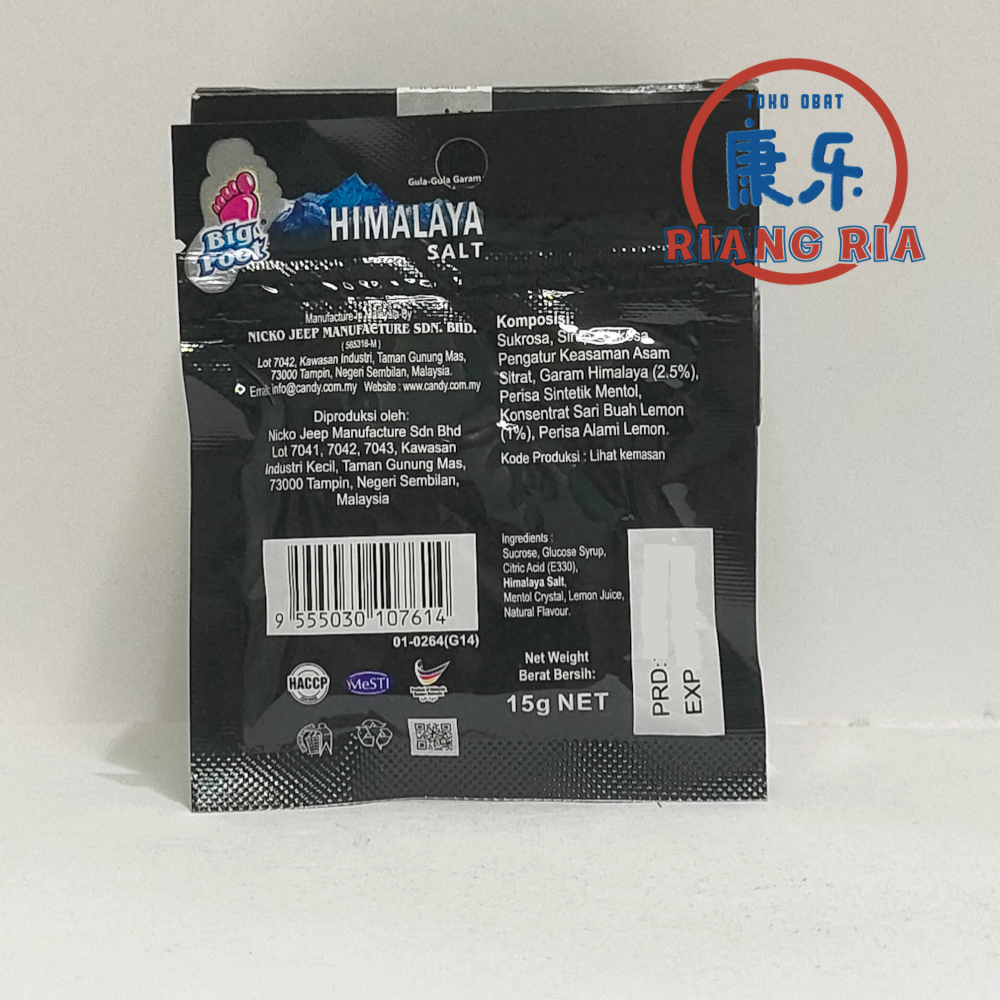 TOKO OBAT
康乐
RIANG RIA
Gula-Gula Garam
HIMALAYA
SALT
Big
Foot
Manufacture In Malaysia By
NICKO JEEP MANUFACTURE SDN. BHD.
( 565316-M )
Lot 7042, Kawasan Industri, Taman Gunung Mas,
73000 Tampin, Negeri Sembilan, Malaysia.
Email: info@candy.com.my Website : www.candy.com.my
Diproduksi oleh:
Nicko Jeep Manufacture Sdn Bhd
Lot 7041, 7042, 7043, Kawasan
Industri Kecil, Taman Gunung Mas,
73000 Tampin, Negeri Sembilan,
Malaysia
Komposisi:
Sukrosa,
Pengatur Keasaman Asam
Sitrat, Garam Himalaya (2.5%),
Perisa Sintetik Mentol,
Konsentrat Sari Buah Lemon
(1%), Perisa Alami Lemon.
Kode Produksi : Lihat kemasan
9 555030 107614
01-0264(G14)
Ingredients :
Sucrose, Glucose Syrup,
Citric Acid (E330),
Himalaya Salt,
Mentol Crystal, Lemon Juice,
Natural Flavour.
HACCP
MeSTI
Net Weight
Berat Bersih:
15g NET
PRD:
EXP